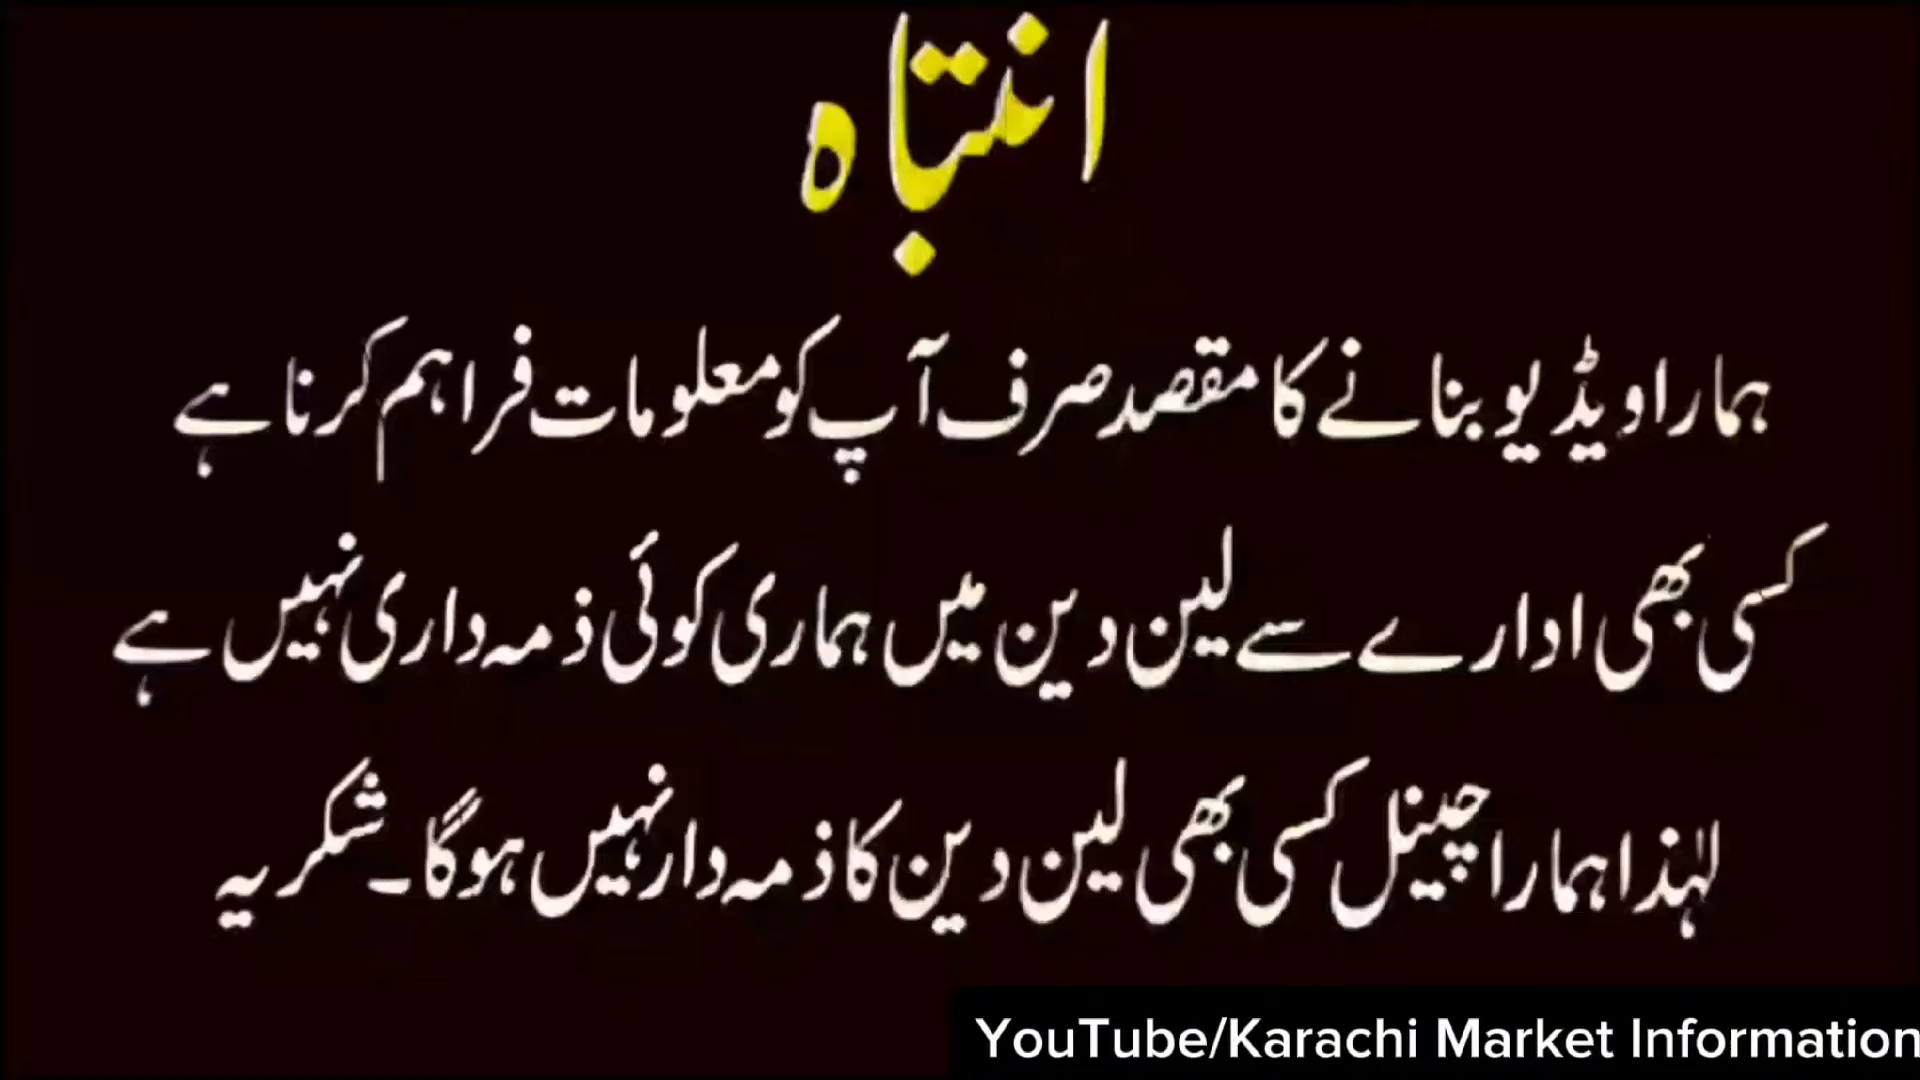 انتباہ
ہمارا ویڈیو بنانے کا مقصد صرف آپ کو معلومات فراہم کرنا ہے
کسی بھی ادارے سے لین دین میں ہماری کوئی ذمہ داری نہیں ہے
لہٰذا ہمارا چینل کسی بھی لین دین کا ذمہ دار نہیں ہوگا۔ شکریہ
YouTube/Karachi Market Information